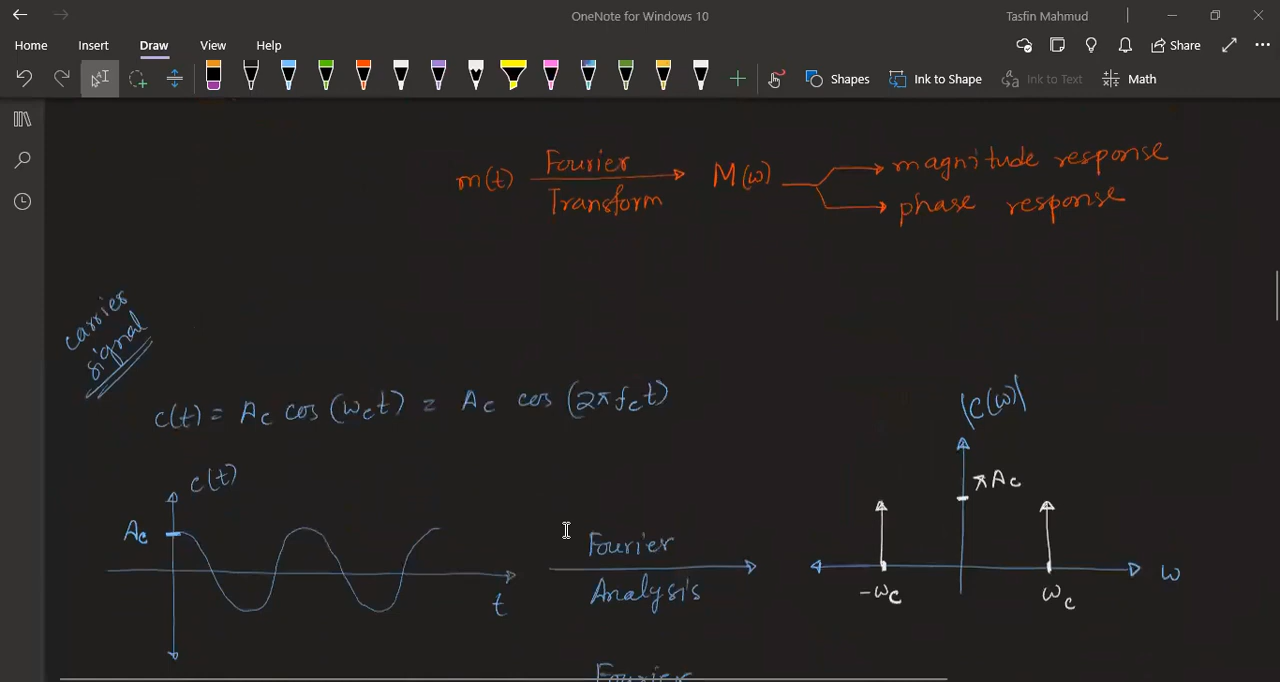 OneNote for Windows 10
Tasfin Mahmud
Home Insert Draw View Help
Share
Shapes Ink to Shape Ink to Text Math
m(t) Fourier Transform M(ω) magnitude response
phase response
carrier signal
c(t) = Ac cos (ωct) = Ac cos (2πfct)
|C(ω)|
c(t)
πAc
Ac
Fourier
Analysis
t
-ωc
ωc
ω
Fourier